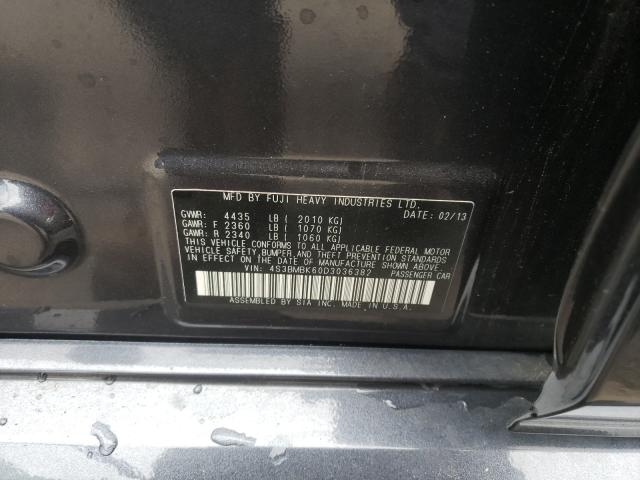 MFD BY FUJI HEAVY INDUSTRIES LTD.
GVWR: 4435 LB ( 2010 KG) DATE: 02/13
GAWR: F 2360 LB ( 1070 KG)
GAWR: R 2340 LB ( 1060 KG)
THIS VEHICLE CONFORMS TO ALL APPLICABLE FEDERAL MOTOR
VEHICLE SAFETY, BUMPER, AND THEFT PREVENTION STANDARDS
IN EFFECT ON THE DATE OF MANUFACTURE SHOWN ABOVE.
VIN: 4S3BMBK60D3036382 PASSENGER CAR
ASSEMBLED BY SIA INC. MADE IN U.S.A.